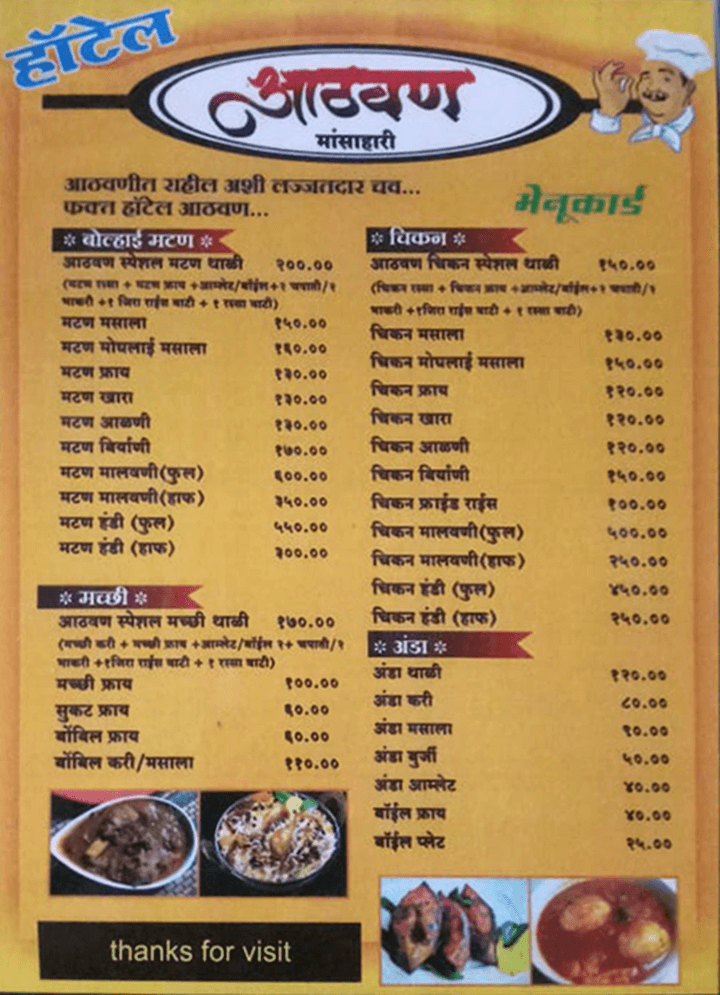 हॉटेल
आठवण
मांसाहारी
आठवणीत राहील अशी लज्जतदार चव...
फक्त हॉटेल आठवण...
मेनूकार्ड
* बोल्हाई मटण *
आठवण स्पेशल मटण थाळी २००.००
(मटण रस्सा + मटण फ्राय +आम्लेट/बॉईल+२ चपाती/२
भाकरी +१ जिरा राईस वाटी + १ रस्सा वाटी)
मटण मसाला १५०.००
मटण मोघलाई मसाला १६०.००
मटण फ्राय १३०.००
मटण खारा १३०.००
मटण आळणी १३०.००
मटण बिर्याणी १७०.००
मटण मालवणी(फुल) ६००.००
मटण मालवणी(हाफ) ३५०.००
मटण हंडी (फुल) ५५०.००
मटण हंडी (हाफ) ३००.००
* मच्छी *
आठवण स्पेशल मच्छी थाळी १७०.००
(मच्छी करी + मच्छी फ्राय +आम्लेट/बॉईल २+ चपाती/२
भाकरी +१जिरा राईस वाटी + १ रस्सा वाटी)
मच्छी फ्राय १००.००
सुकट फ्राय ६०.००
बोंबिल फ्राय ६०.००
बोंबिल करी/मसाला ११०.००
* चिकन *
आठवण चिकन स्पेशल थाळी १५०.००
(चिकन रस्सा + चिकन फ्राय +आम्लेट/बॉईल+२ चपाती/२
भाकरी +१जिरा राईस वाटी + १ रस्सा वाटी)
चिकन मसाला १३०.००
चिकन मोघलाई मसाला १५०.००
चिकन फ्राय १२०.००
चिकन खारा १२०.००
चिकन आळणी १२०.००
चिकन बिर्याणी १५०.००
चिकन फ्राईड राईस १००.००
चिकन मालवणी(फुल) ५००.००
चिकन मालवणी(हाफ) २५०.००
चिकन हंडी (फुल) ४५०.००
चिकन हंडी (हाफ) २५०.००
* अंडा *
अंडा थाळी १२०.००
अंडा करी ८०.००
अंडा मसाला ९०.००
अंडा बुर्जी ५०.००
अंडा आम्लेट ४०.००
बॉईल फ्राय ४०.००
बॉईल प्लेट २५.००
thanks for visit